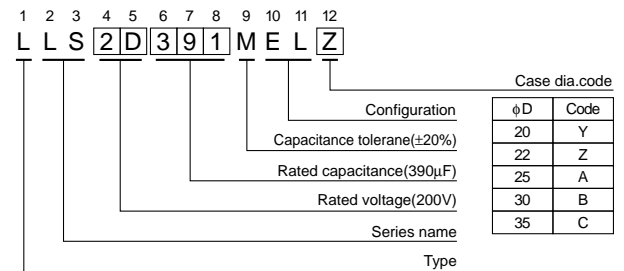 1 2 3 4 5 6 7 8 9 10 11 12
L L S 2 D 3 9 1 M E L Z
Case dia.code
Configuration
Capacitance tolerane(±20%)
Rated capacitance(390μF)
Rated voltage(200V)
Series name
Type
φD Code
20 Y
22 Z
25 A
30 B
35 C